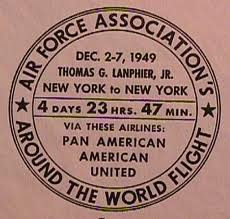 AIR FORCE ASSOCIATION'S
DEC. 2-7, 1949
THOMAS G. LANPHIER, JR.
NEW YORK to NEW YORK
4 DAYS 23 HRS. 47 MIN.
VIA THESE AIRLINES:
PAN AMERICAN
AMERICAN
UNITED
AROUND THE WORLD FLIGHT